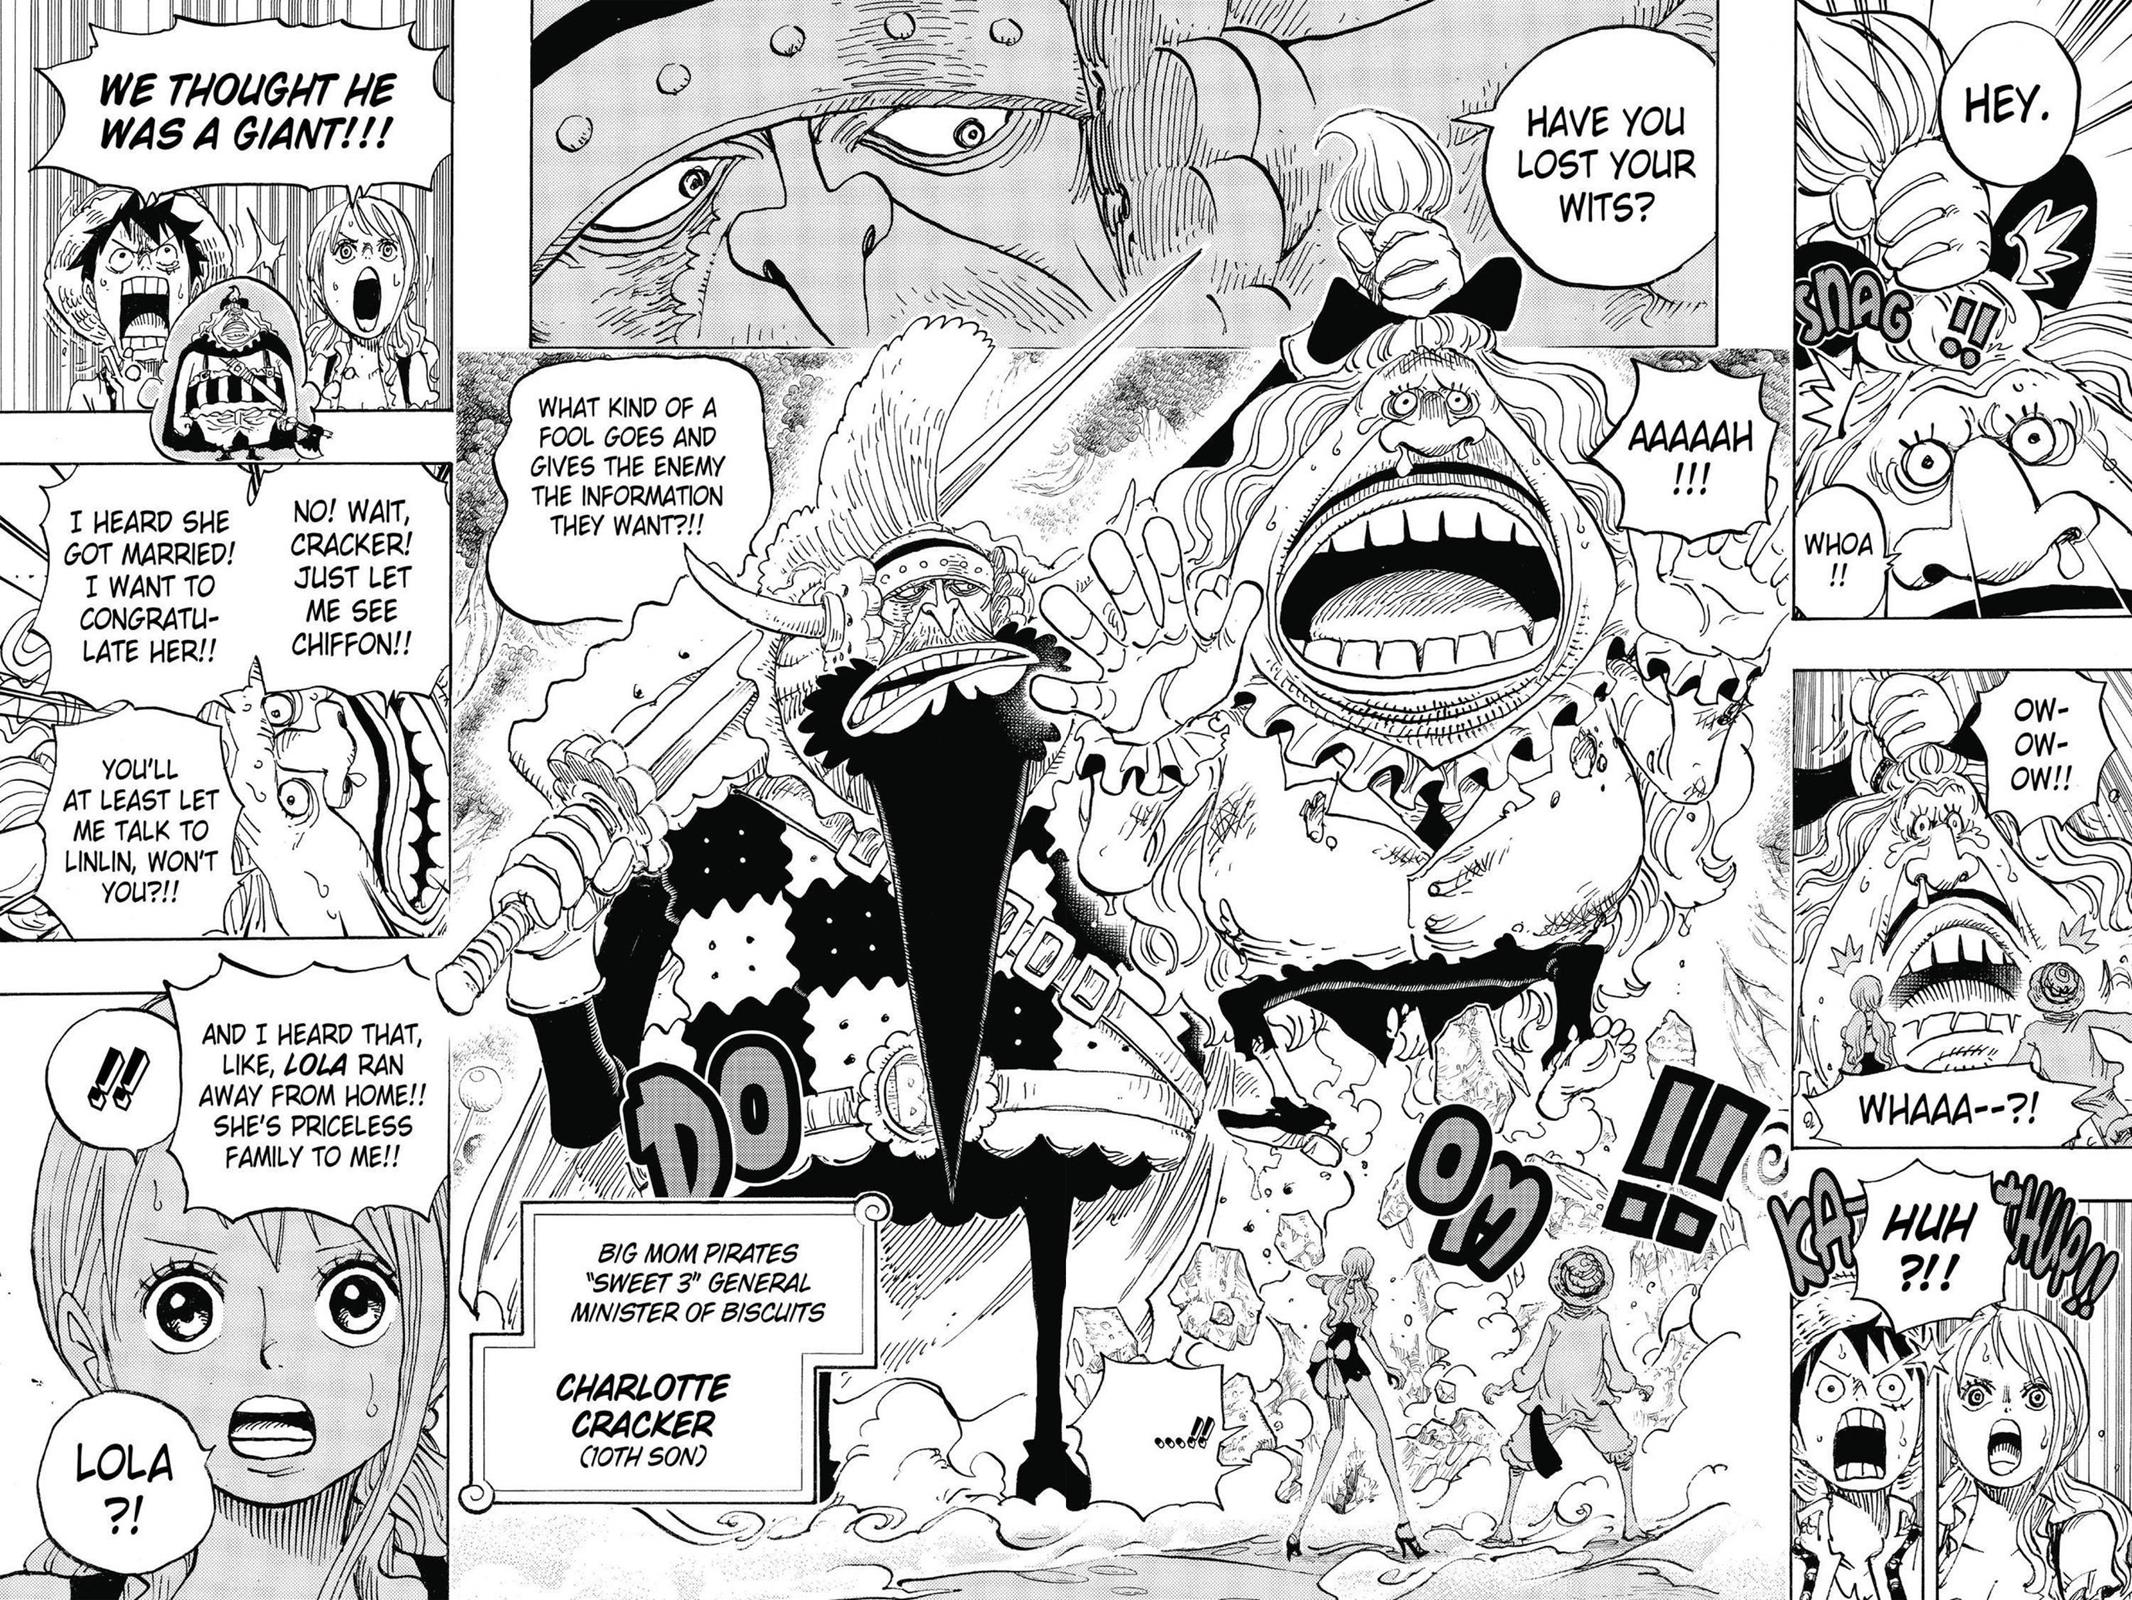 HEY.
SNAG
!!
WHOA
!!
OW-
OW-
OW!!
WHAAA--?!
KA-
THUP!!
HUH
?!!
HAVE YOU
LOST YOUR
WITS?
AAAAAH
!!!
WHAT KIND OF A
FOOL GOES AND
GIVES THE ENEMY
THE INFORMATION
THEY WANT?!!
B
DO
OM
!!
BIG MOM PIRATES
"SWEET 3" GENERAL
MINISTER OF BISCUITS
CHARLOTTE
CRACKER
(10TH SON)
....!!
WE THOUGHT HE
WAS A GIANT!!!
NO! WAIT,
CRACKER!
JUST LET
ME SEE
CHIFFON!!
I HEARD SHE
GOT MARRIED!
I WANT TO
CONGRATU-
LATE HER!!
YOU'LL
AT LEAST LET
ME TALK TO
LINLIN, WON'T
YOU?!!
AND I HEARD THAT,
LIKE, LOLA RAN
AWAY FROM HOME!!
SHE'S PRICELESS
FAMILY TO ME!!
!!
LOLA
?!